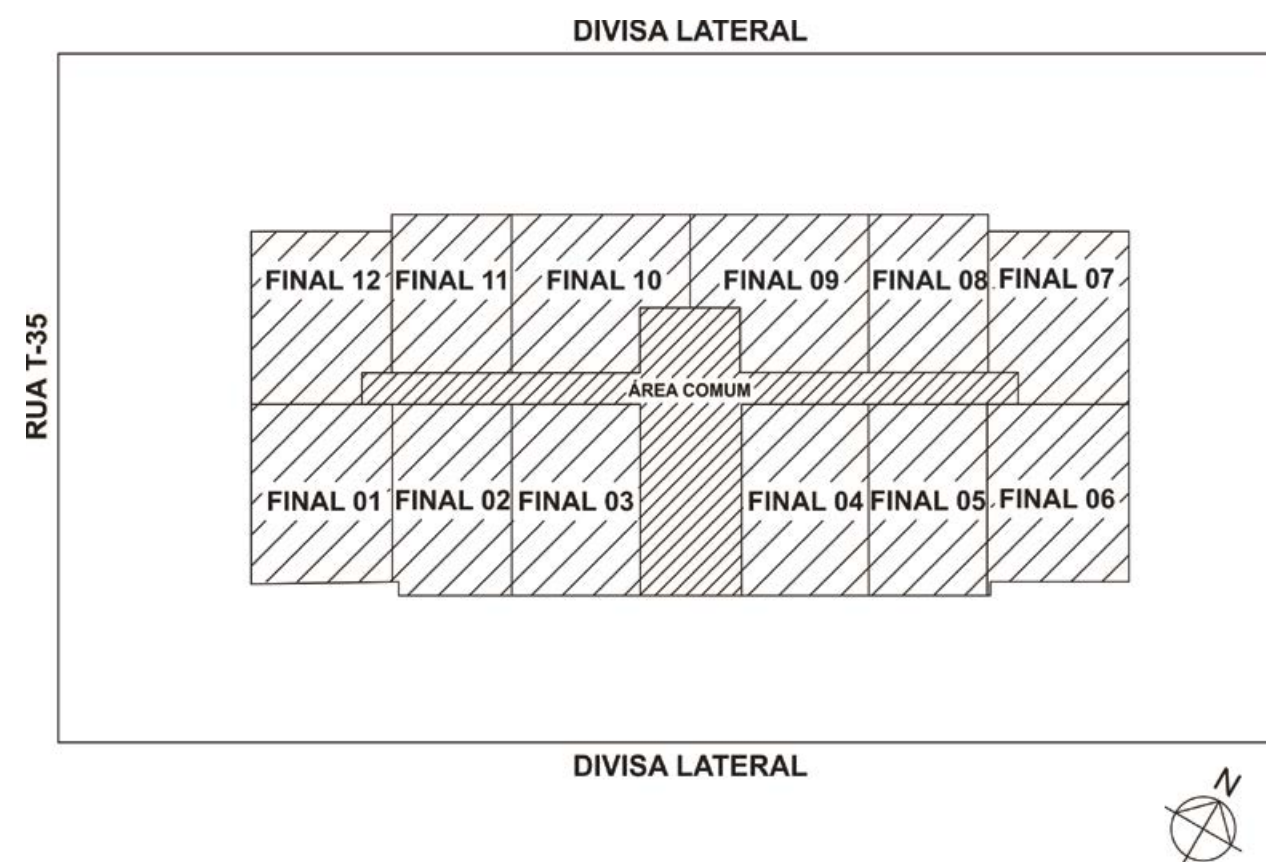 DIVISA LATERAL
RUA T-35
FINAL 12
FINAL 11
FINAL 10
FINAL 09
FINAL 08
FINAL 07
ÁREA COMUM
FINAL 01
FINAL 02
FINAL 03
FINAL 04
FINAL 05
FINAL 06
DIVISA LATERAL
N